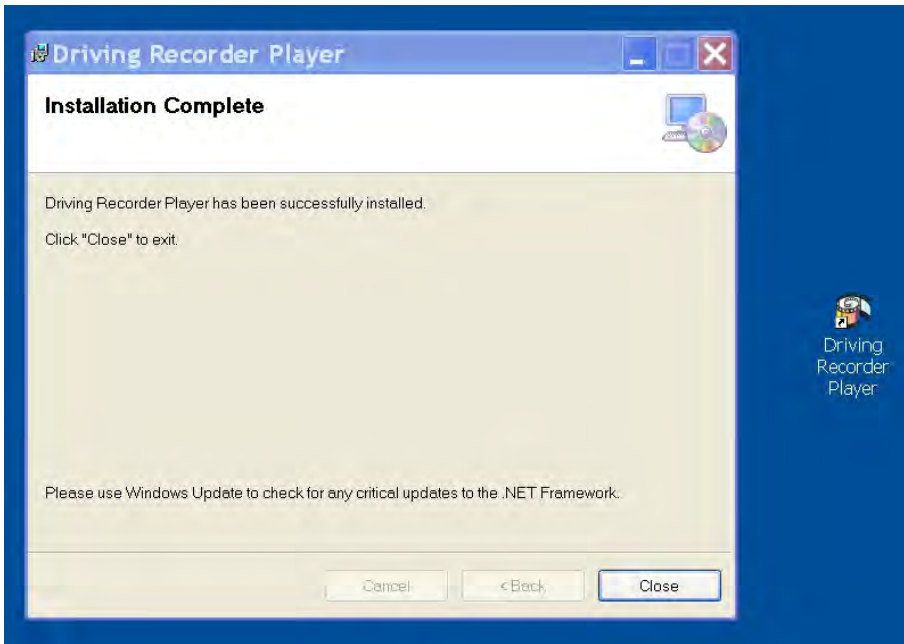 Driving Recorder Player
Installation Complete
Driving Recorder Player has been successfully installed.
Click "Close" to exit.
Please use Windows Update to check for any critical updates to the .NET Framework.
Cancel
< Back
Close
Driving
Recorder
Player